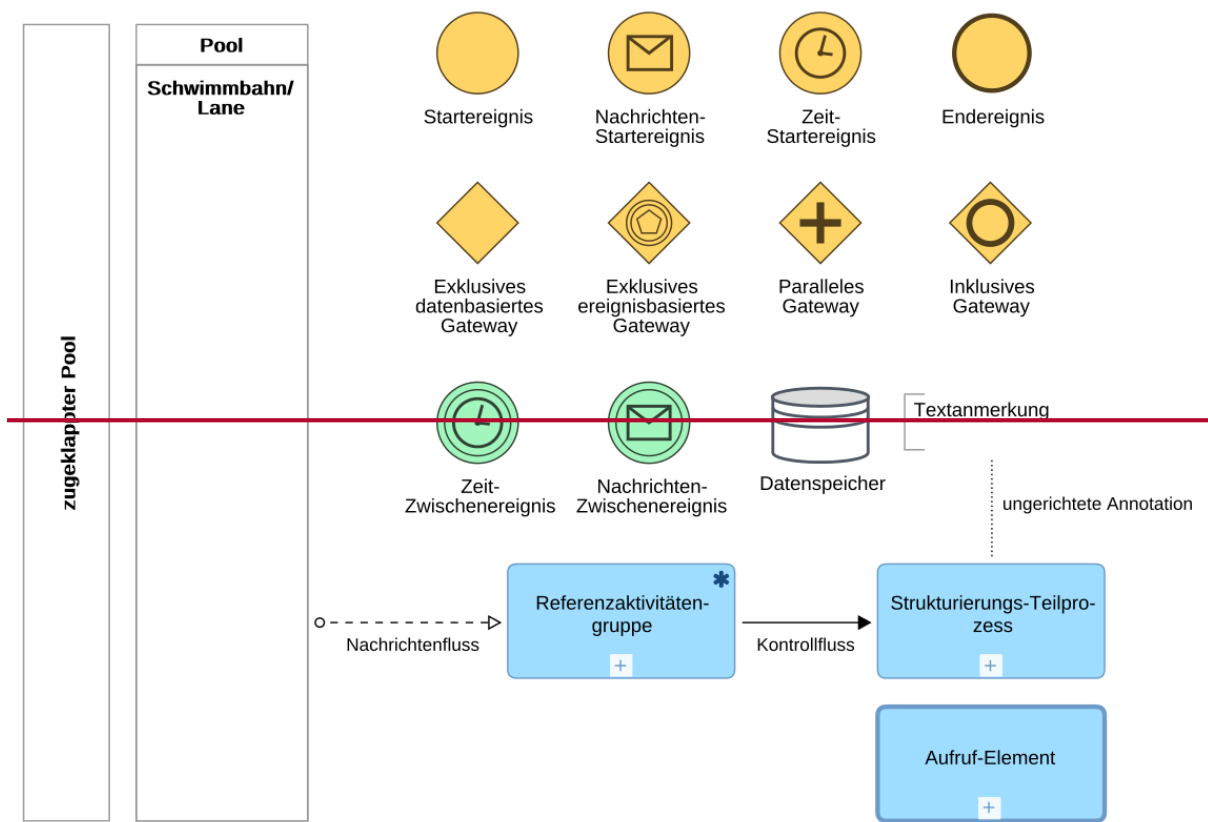 Pool
Schwimmbahn/
Lane
zugeklappter Pool
Startereignis
Nachrichten-
Startereignis
Zeit-
Startereignis
Endereignis
Exklusives
datenbasiertes
Gateway
Exklusives
ereignisbasiertes
Gateway
Paralleles
Gateway
Inklusives
Gateway
Zeit-
Zwischenereignis
Nachrichten-
Zwischenereignis
Datenspeicher
Textanmerkung
ungerichtete Annotation
Nachrichtenfluss
Referenzaktivitäten-
gruppe
Kontrollfluss
Strukturierungs-Teilpro-
zess
Aufruf-Element